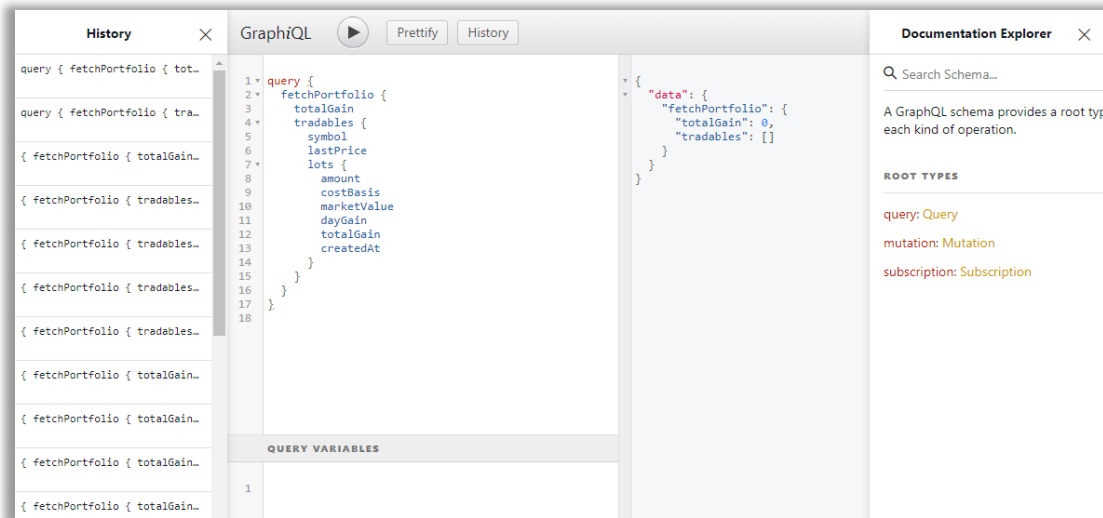 History
query { fetchPortfolio { tot…
query { fetchPortfolio { tra…
{ fetchPortfolio { totalGain…
{ fetchPortfolio { tradables…
{ fetchPortfolio { tradables…
{ fetchPortfolio { tradables…
{ fetchPortfolio { tradables…
{ fetchPortfolio { totalGain…
{ fetchPortfolio { totalGain…
{ fetchPortfolio { totalGain…
{ fetchPortfolio { totalGain…
GraphiQL
Prettify
History
1 query {
2 fetchPortfolio {
3 totalGain
4 tradables {
5 symbol
6 lastPrice
7 lots {
8 amount
9 costBasis
10 marketValue
11 dayGain
12 totalGain
13 createdAt
14 }
15 }
16 }
17 }
18
QUERY VARIABLES
1
{
"data": {
"fetchPortfolio": {
"totalGain": 0,
"tradables": []
}
}
}
Documentation Explorer
Search Schema...
A GraphQL schema provides a root typ
each kind of operation.
ROOT TYPES
query: Query
mutation: Mutation
subscription: Subscription